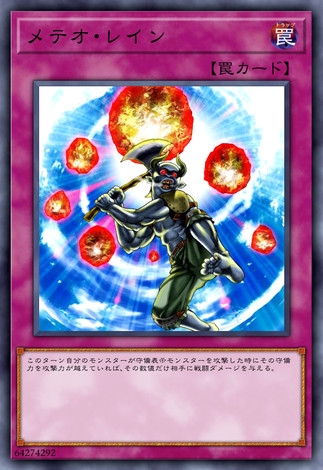 メテオ・レイン
トラップ
罠
【罠カード】
このターン自分のモンスターが守備表示モンスターを攻撃した時にその守備
力を攻撃力が越えていれば、その数値だけ相手に戦闘ダメージを与える。
64274292